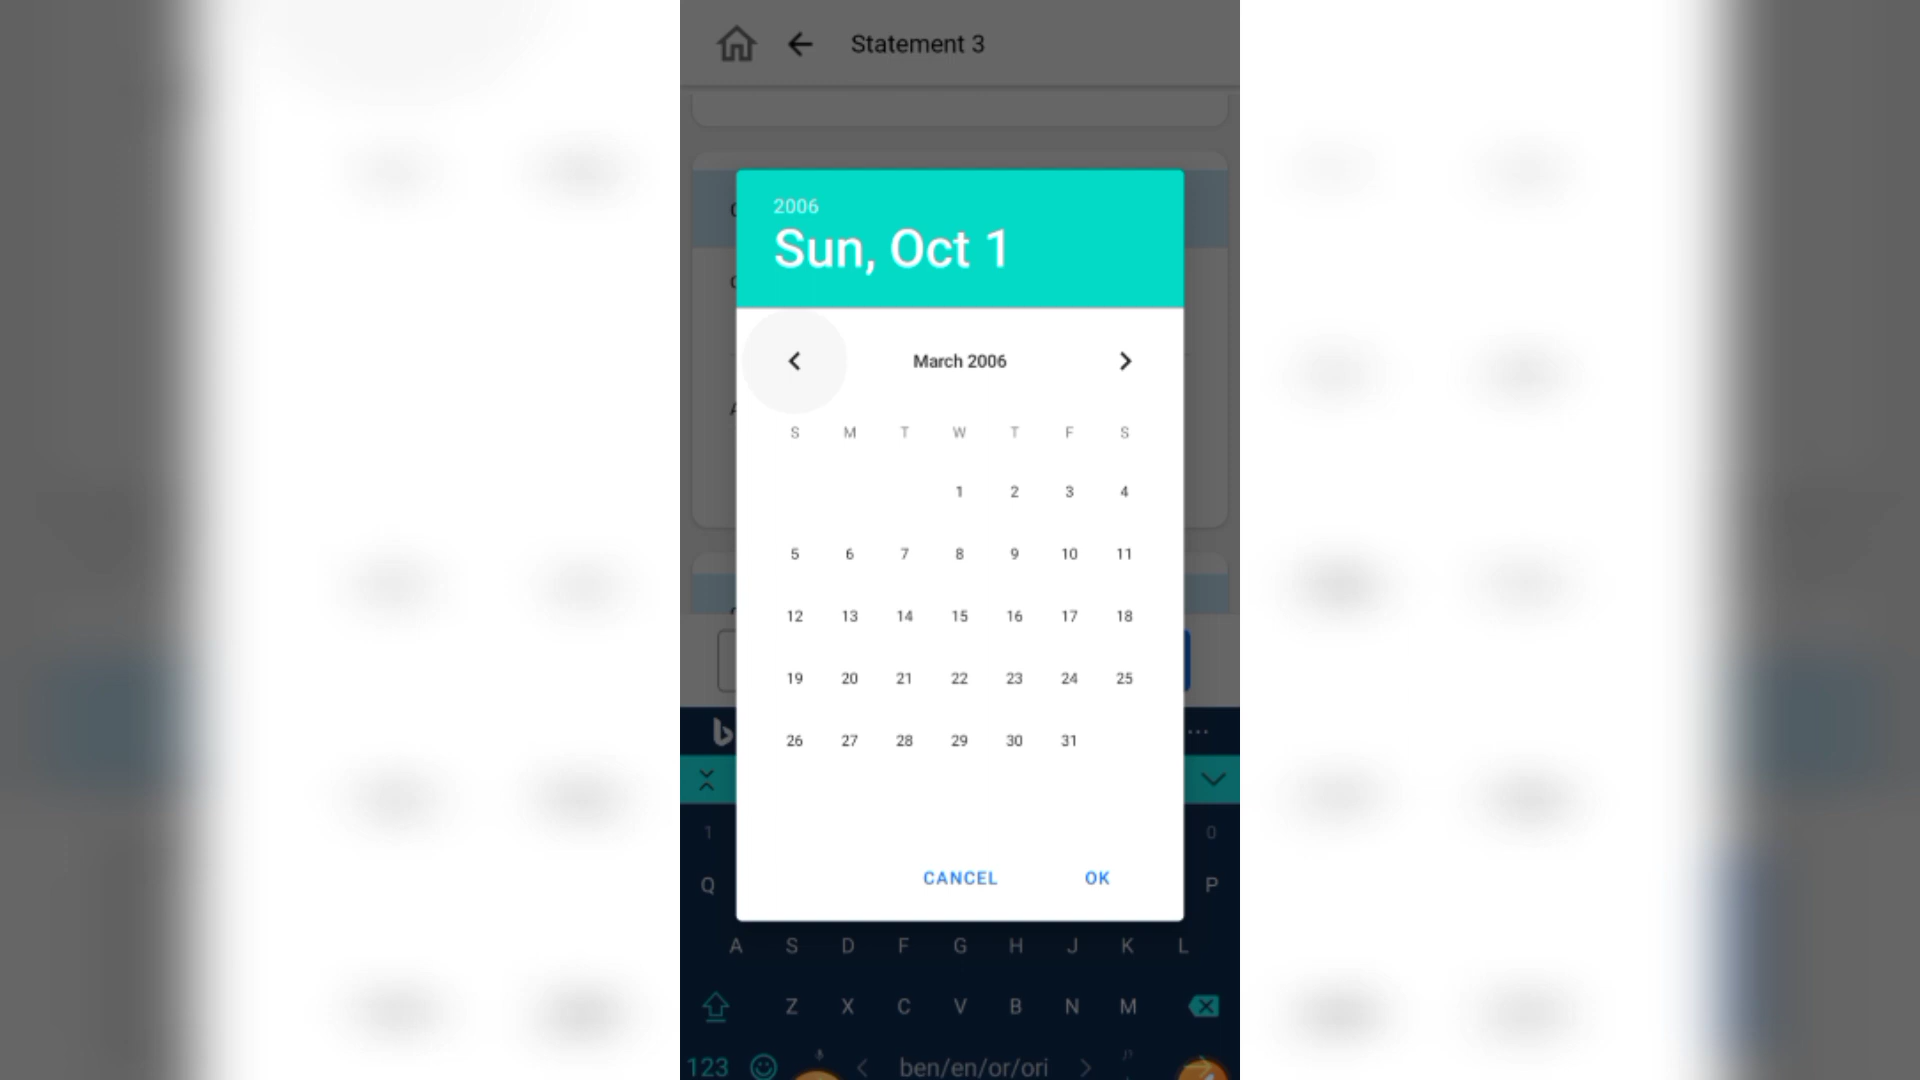 Statement 3
2006
Sun, Oct 1
March 2006
S M T W T F S
1 2 3 4
5 6 7 8 9 10 11
12 13 14 15 16 17 18
19 20 21 22 23 24 25
26 27 28 29 30 31
CANCEL OK
1 0
Q P
A S D F G H J K L
Z X C V B N M
123 ben/en/or/ori